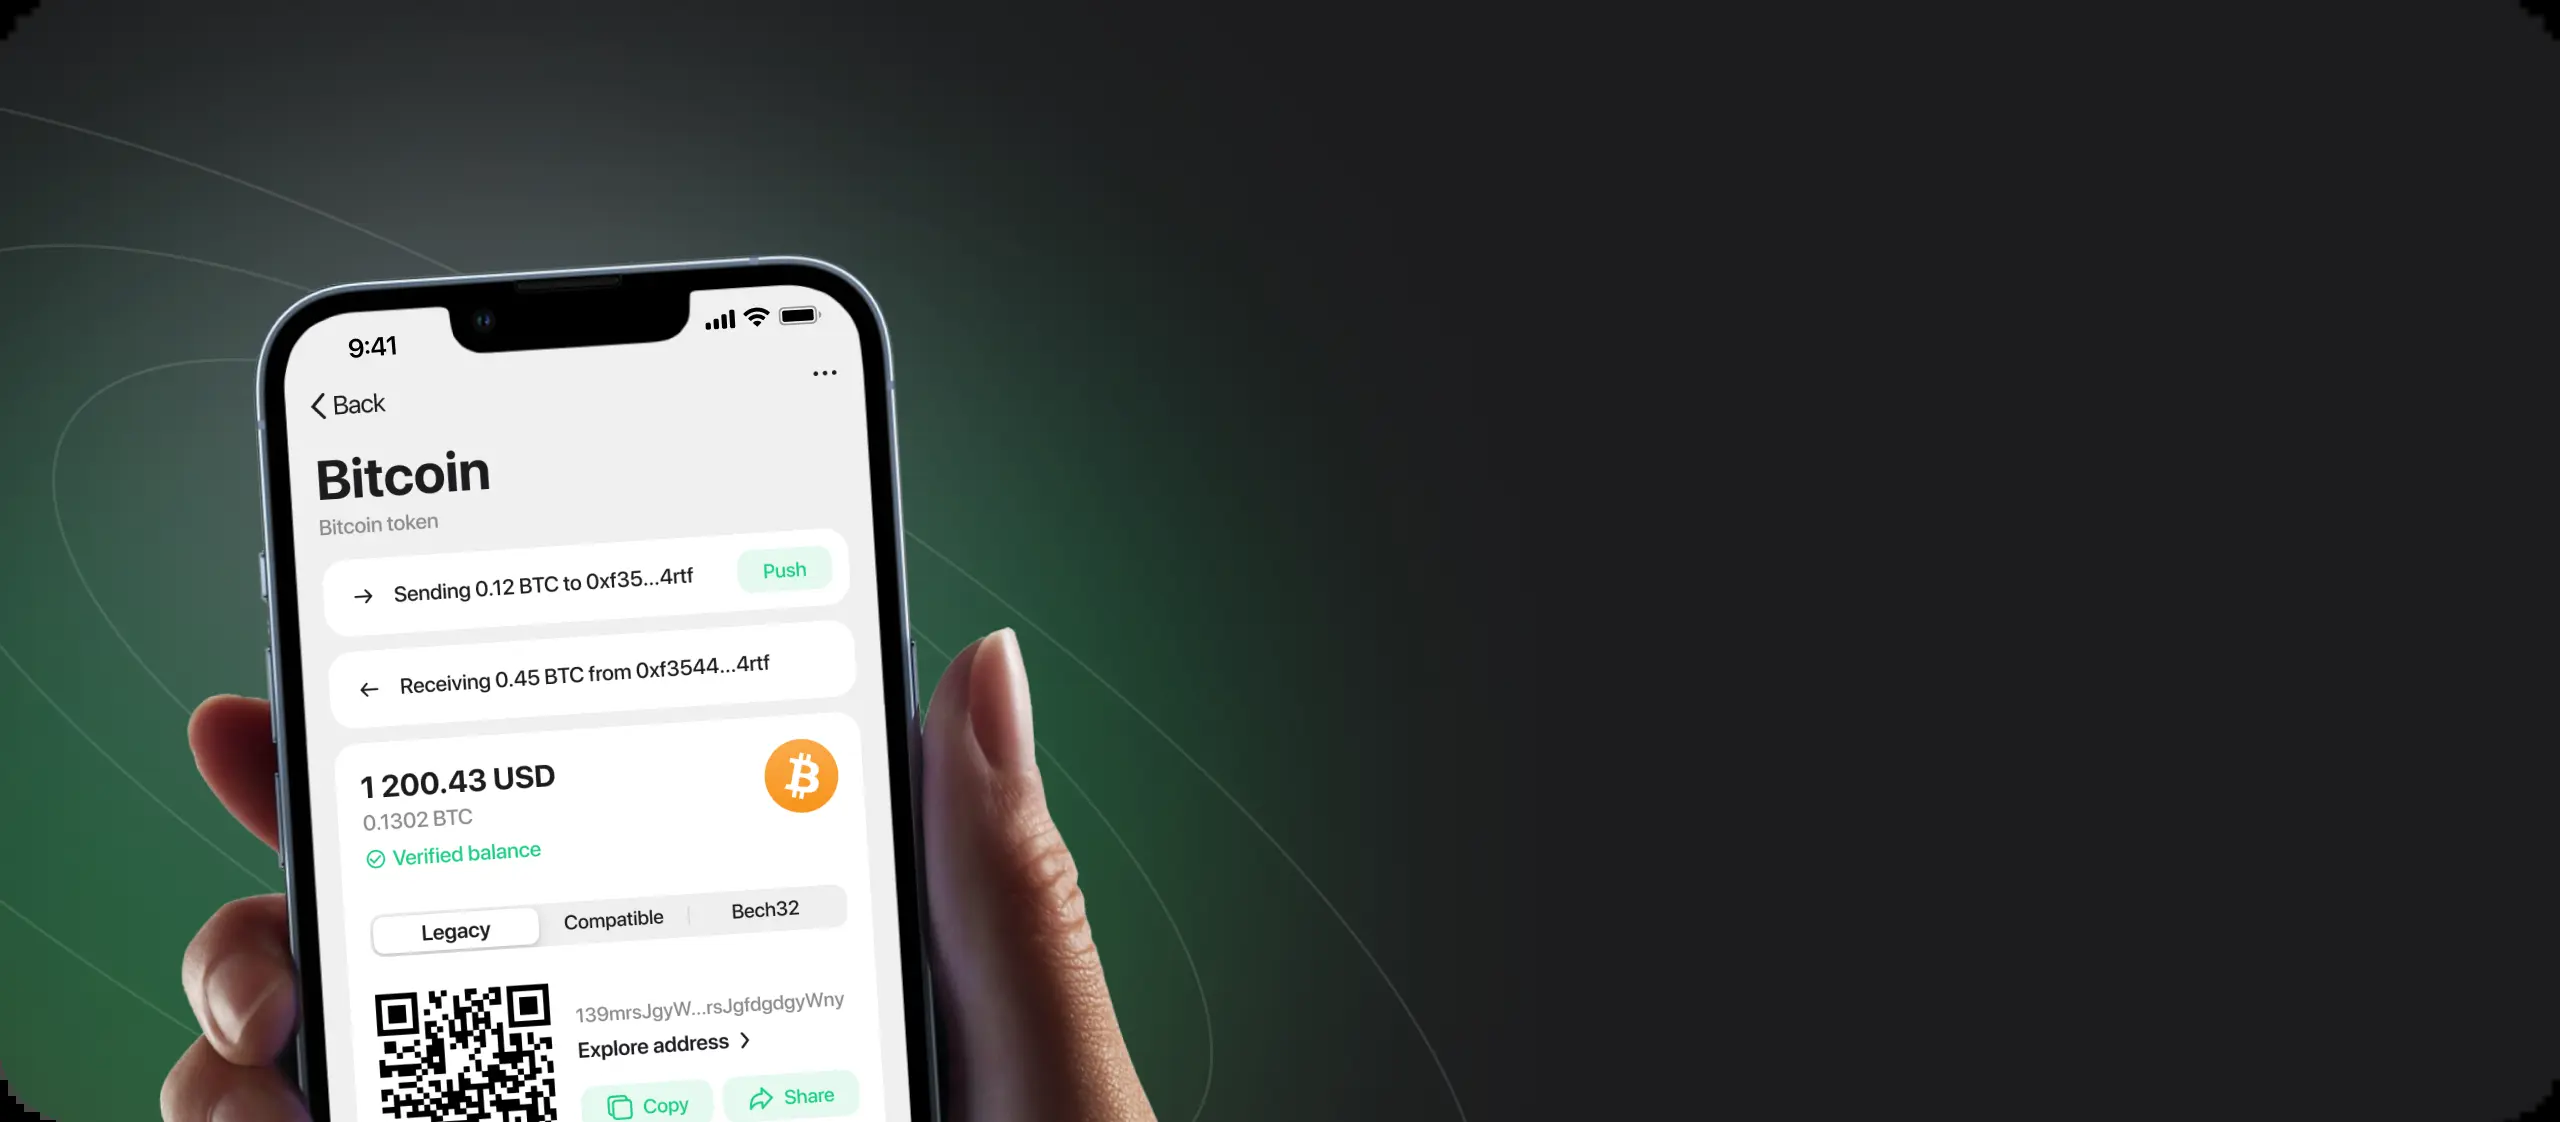 9:41
Back
Bitcoin
Bitcoin token
Sending 0.12 BTC to 0xf35...4rtf
Push
Receiving 0.45 BTC from 0xf3544...4rtf
1 200.43 USD
0.1302 BTC
Verified balance
Legacy
Compatible
Bech32
139mrsJgyW...rsJgfdgdgyWny
Explore address
Copy
Share